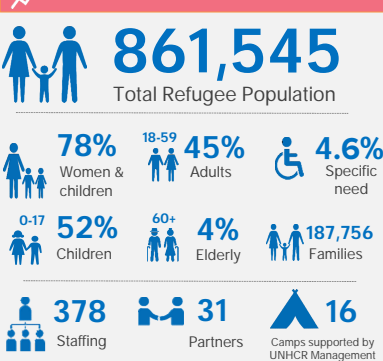 861,545
Total Refugee Population
78%
Women &
children
18-59
45%
Adults
4.6%
Specific
need
0-17
52%
Children
60+
4%
Elderly
187,756
Families
378
Staffing
31
Partners
16
Camps supported by
UNHCR Management